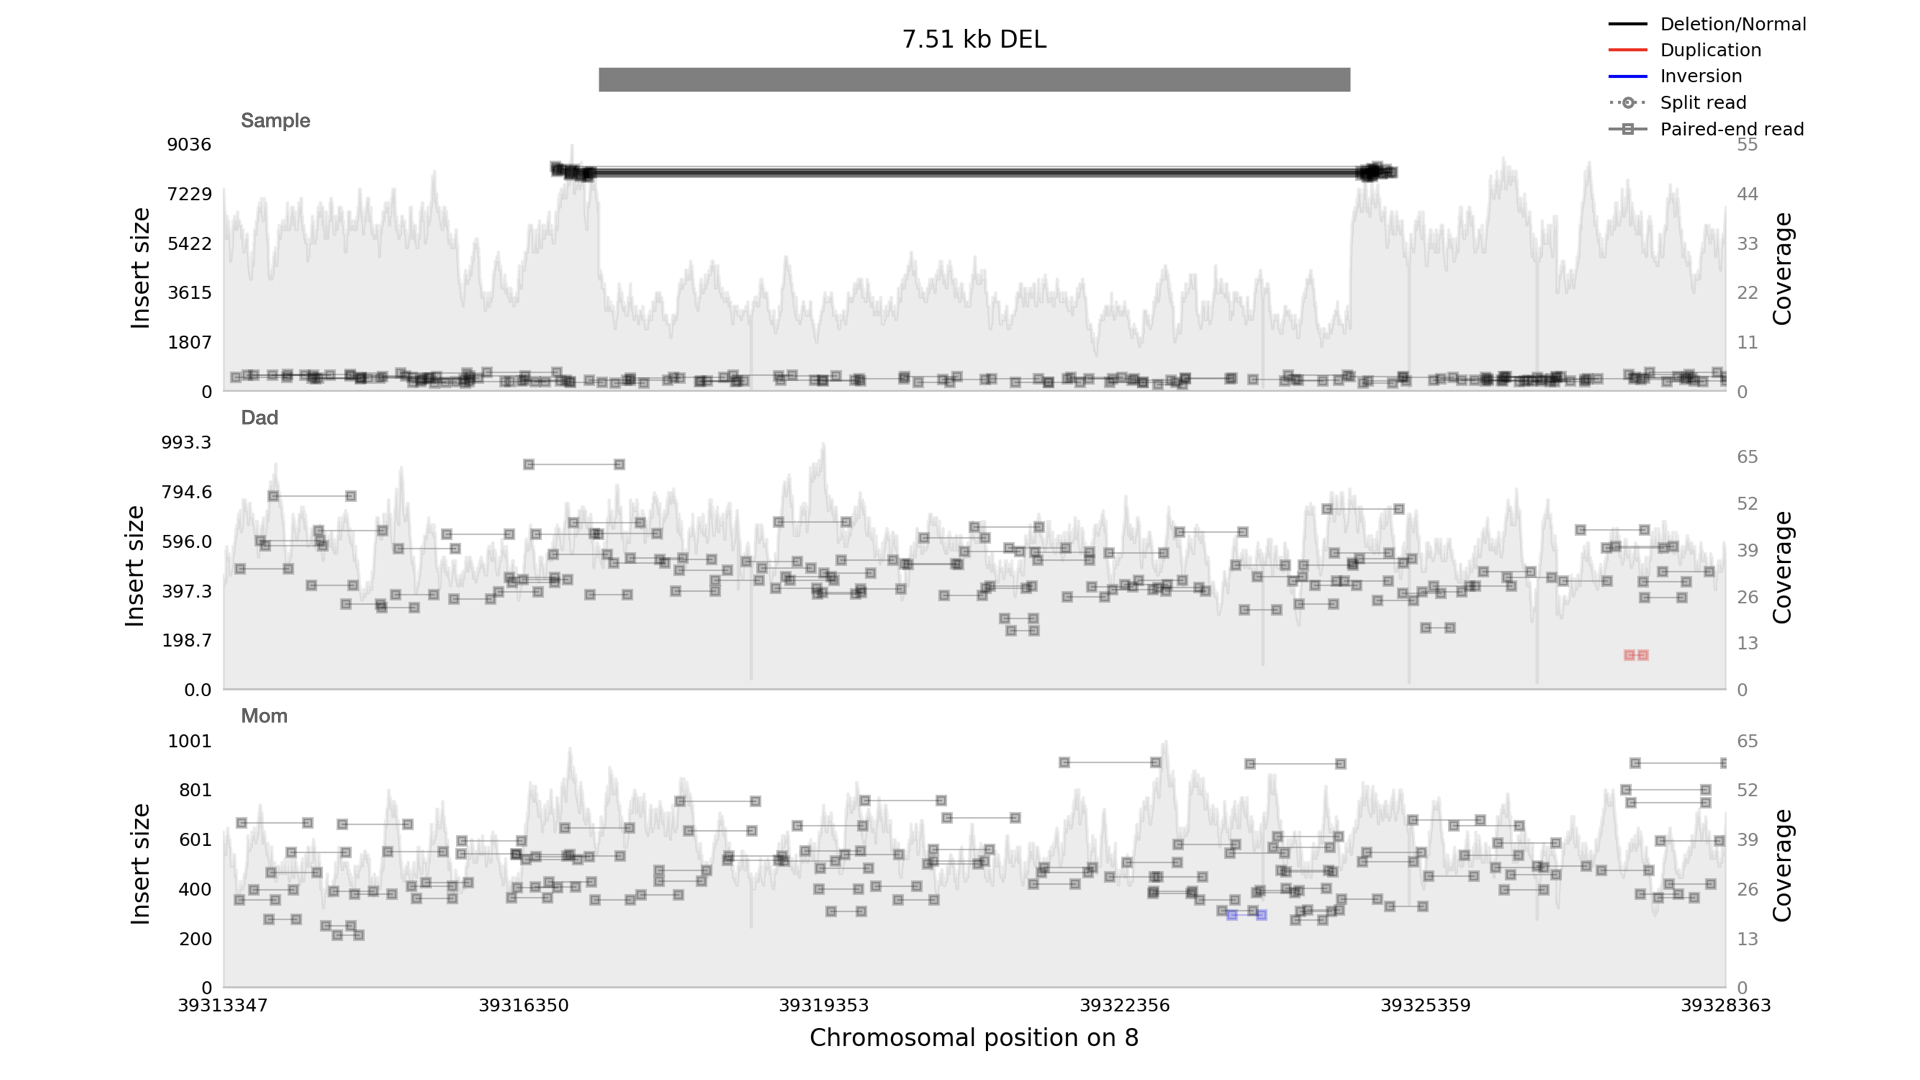 7.51 kb DEL
Deletion/Normal
Duplication
Inversion
Split read
Paired-end read
Sample
9036
7229
5422
3615
1807
0
Insert size
55
44
33
22
11
0
Coverage
Dad
993.3
794.6
596.0
397.3
198.7
0.0
Insert size
65
52
39
26
13
0
Coverage
Mom
1001
801
601
400
200
0
Insert size
65
52
39
26
13
0
Coverage
39313347 39316350 39319353 39322356 39325359 39328363
Chromosomal position on 8